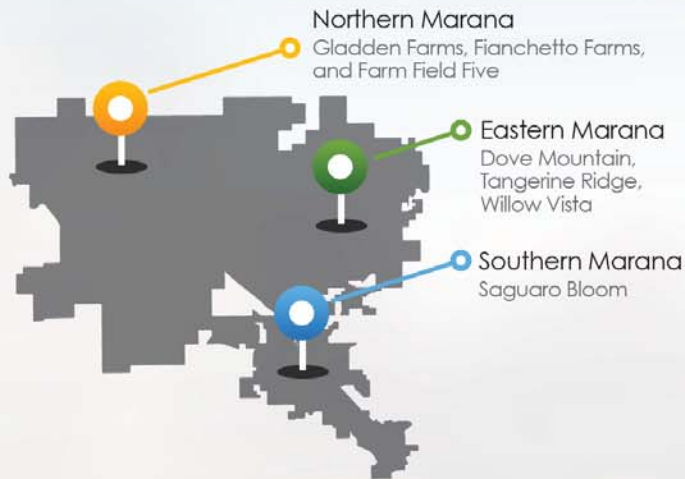 Northern Marana
Gladden Farms, Fianchetto Farms,
and Farm Field Five
Eastern Marana
Dove Mountain,
Tangerine Ridge,
Willow Vista
Southern Marana
Saguaro Bloom